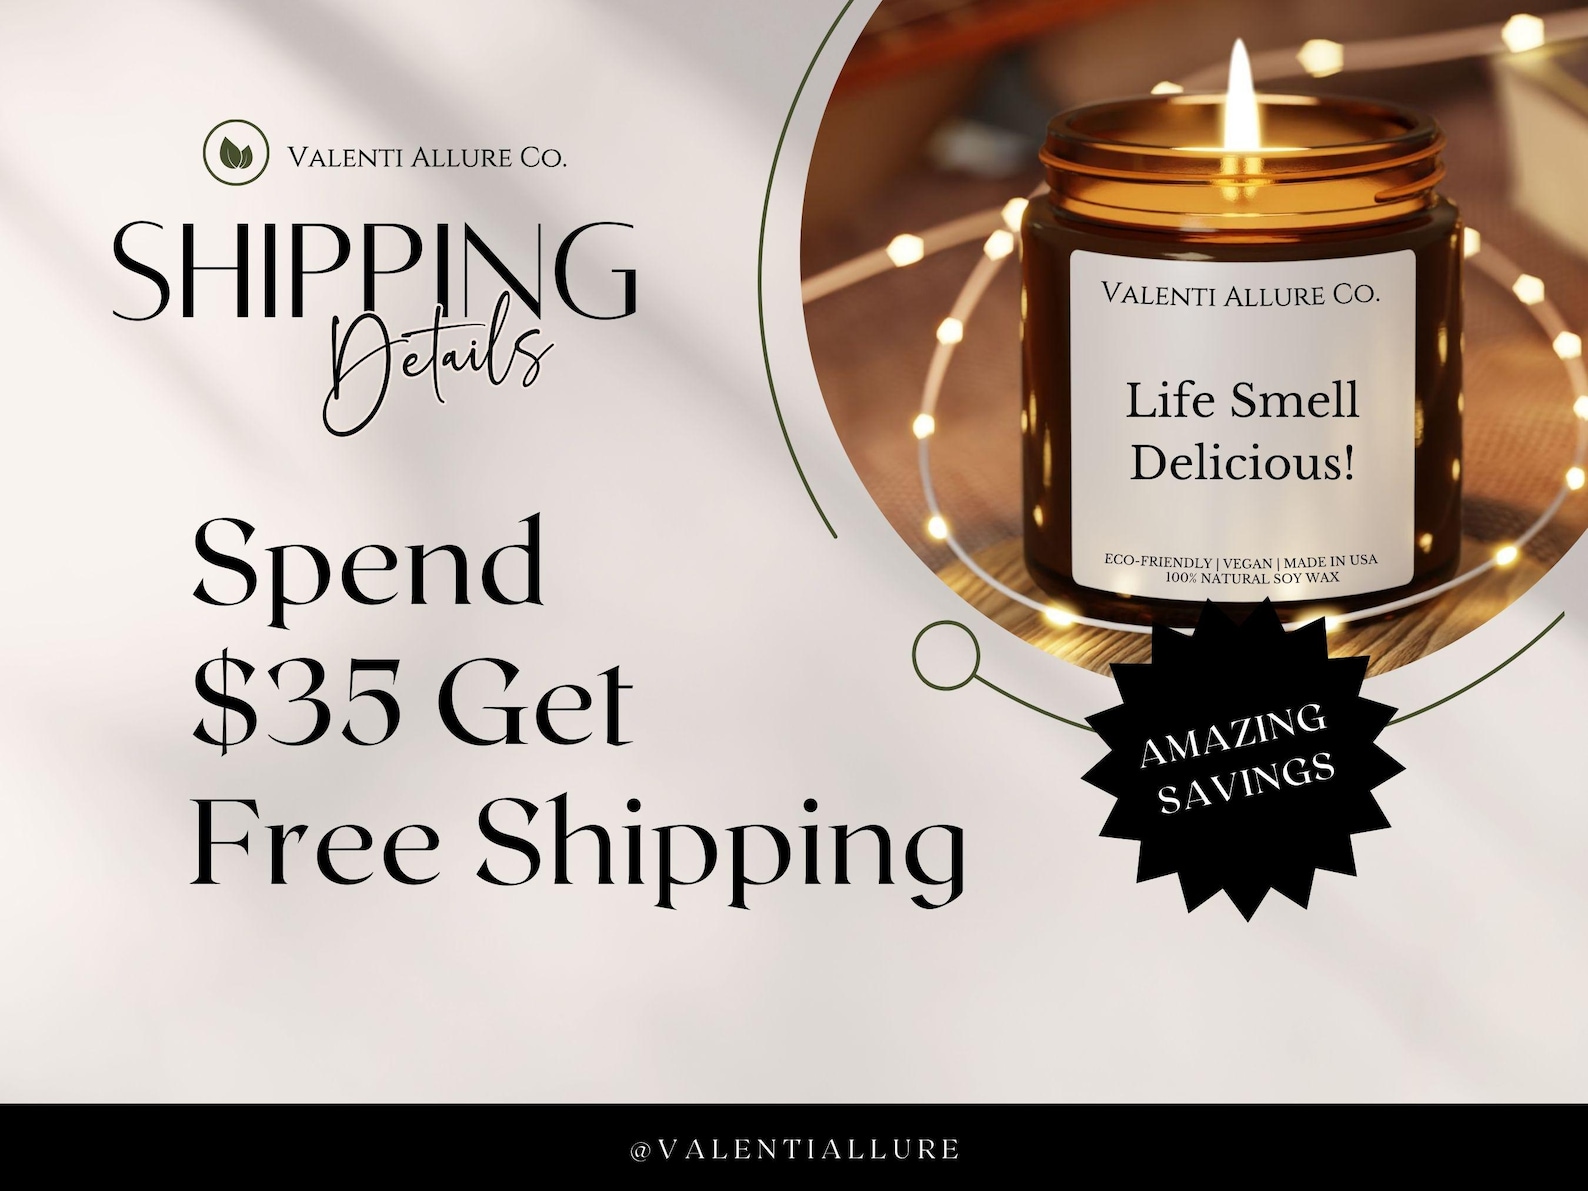 VALENTI ALLURE CO.
SHIPPING
Details
Spend
$35 Get
Free Shipping
VALENTI ALLURE CO.
Life Smell
Delicious!
ECO-FRIENDLY | VEGAN | MADE IN USA
100% NATURAL SOY WAX
AMAZING
SAVINGS
@VALENTIALLURE